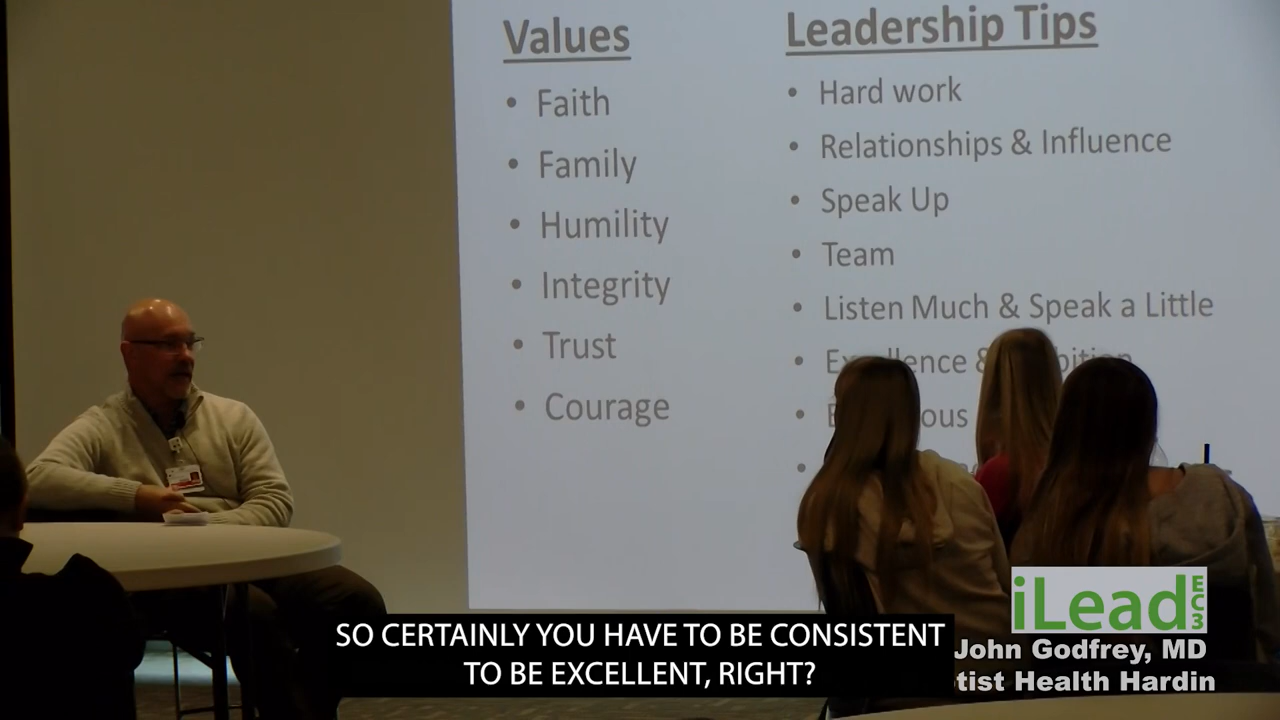 Values
Faith
Family
Humility
Integrity
Trust
Courage
Leadership Tips
Hard work
Relationships & Influence
Speak Up
Team
Listen Much & Speak a Little
&
iLead
EC3
John Godfrey, MD
tist Health Hardin
SO CERTAINLY YOU HAVE TO BE CONSISTENT
TO BE EXCELLENT, RIGHT?